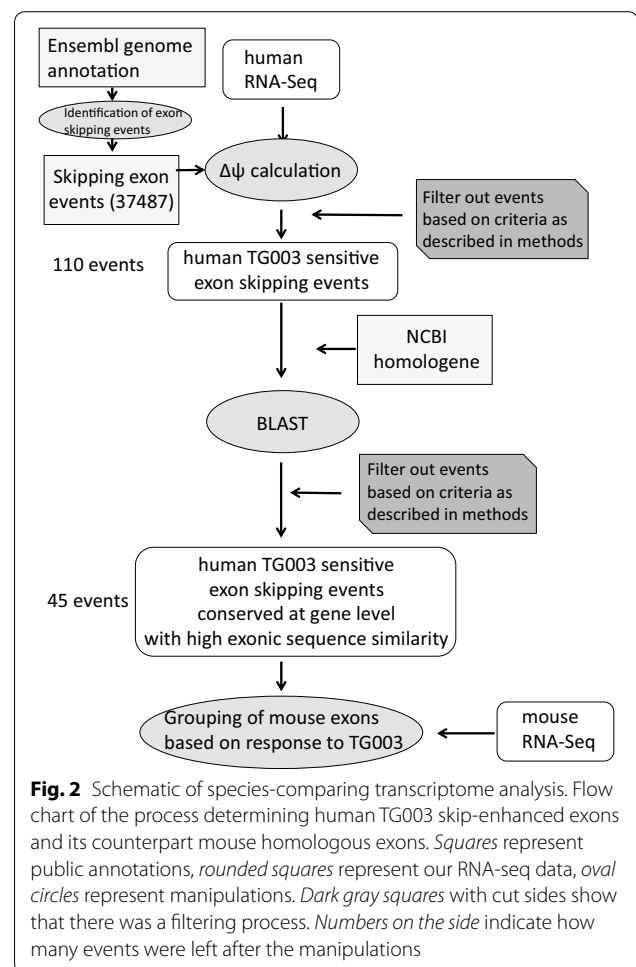 Ensembl genome
annotation
human
RNA-Seq
Identification of exon
skipping events
Skipping exon
events (37487)
Δψ calculation
Filter out events
based on criteria as
described in methods
110 events
human TG003 sensitive
exon skipping events
NCBI
homologene
BLAST
Filter out events
based on criteria as
described in methods
45 events
human TG003 sensitive
exon skipping events
conserved at gene level
with high exonic sequence similarity
Grouping of mouse exons
based on response to TG003
mouse
RNA-Seq
Fig. 2 Schematic of species-comparing transcriptome analysis. Flow
chart of the process determining human TG003 skip-enhanced exons
and its counterpart mouse homologous exons. Squares represent
public annotations, rounded squares represent our RNA-seq data, oval
circles represent manipulations. Dark gray squares with cut sides show
that there was a filtering process. Numbers on the side indicate how
many events were left after the manipulations